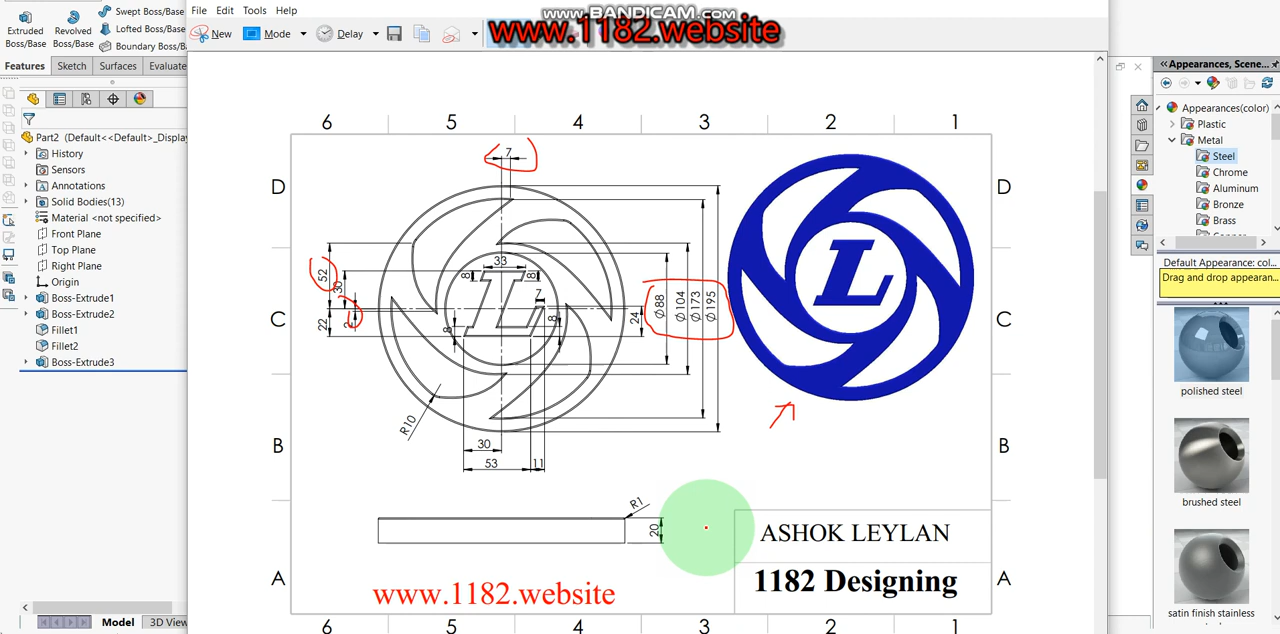 www.BANDICAM.com
www.1182.website
Extruded
Boss/Base
Revolved
Boss/Base
Swept Boss/Base
Lofted Boss/Base
Boundary Boss/Ba
Features
Sketch
Surfaces
Evaluate
File
Edit
Tools
Help
New
Mode
Delay
Part2 (Default<<Default>_Display
History
Sensors
Annotations
Solid Bodies(13)
Material <not specified>
Front Plane
Top Plane
Right Plane
Origin
Boss-Extrude1
Boss-Extrude2
Fillet1
Fillet2
Boss-Extrude3
Model
3D View
6
5
4
3
2
1
D
D
C
C
B
B
A
A
7
33
8
8
7
52
30
22
2
8
8
24
Ø88
Ø104
Ø173
Ø195
R10
30
53
11
L
R1
20
ASHOK LEYLAN
1182 Designing
www.1182.website
6
5
4
3
2
1
Appearances, Scene...
Appearances(color)
Plastic
Metal
Steel
Chrome
Aluminum
Bronze
Brass
Default Appearance: col...
Drag and drop appearan...
polished steel
brushed steel
satin finish stainless